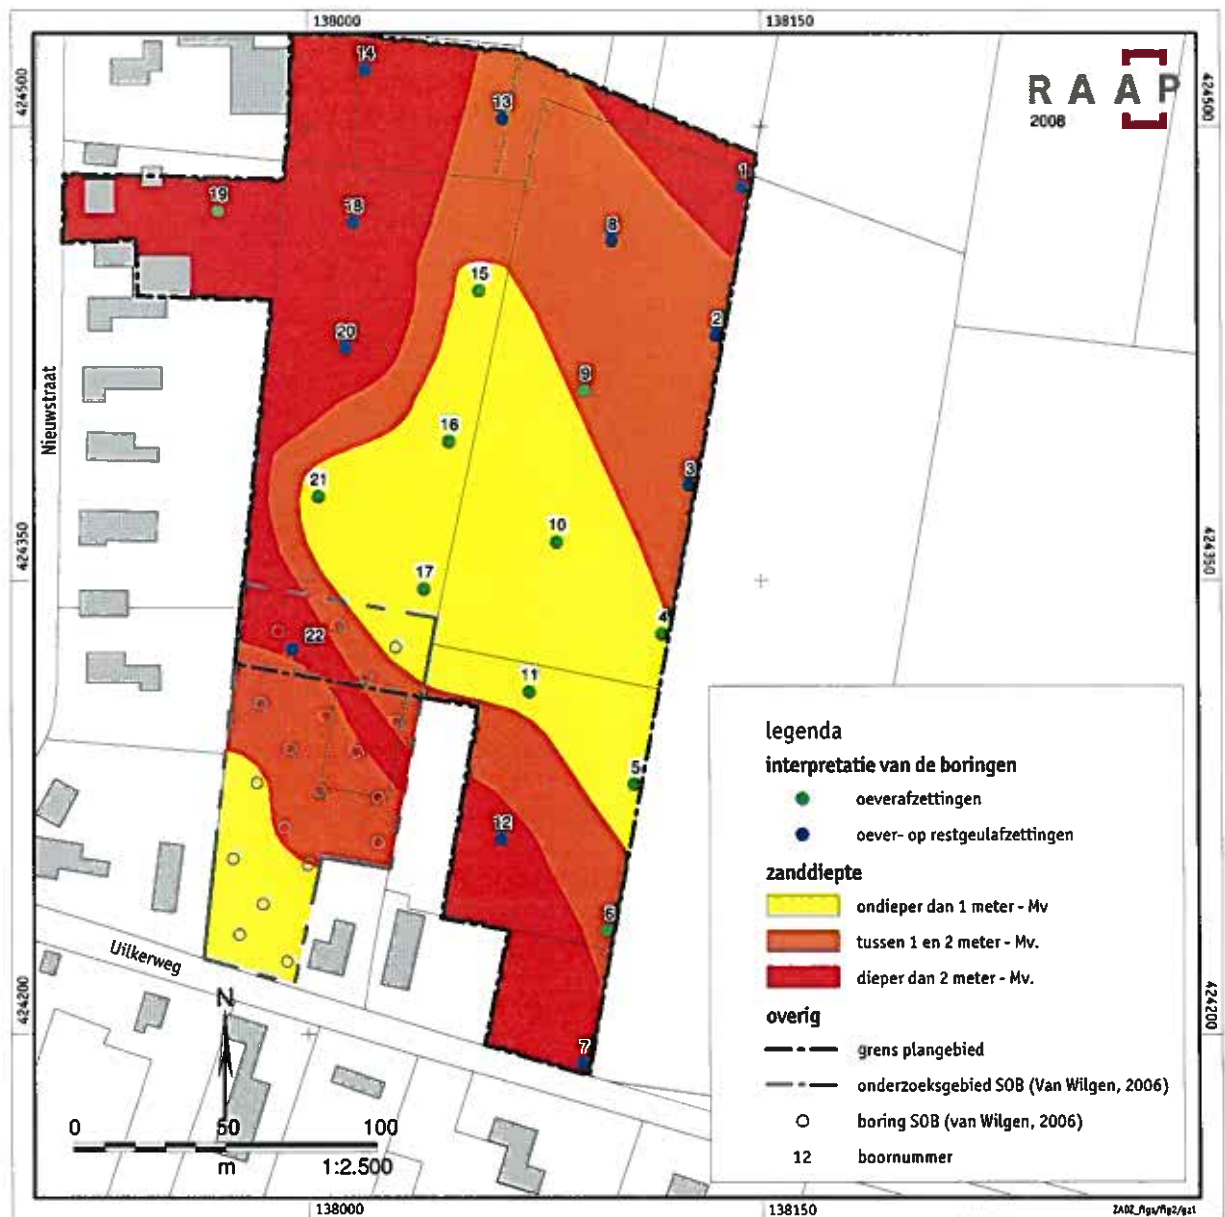 138000
138150
424500
424500
R A A P
2008
14
13
1
19
18
8
15
2
20
9
Nieuwstraat
16
3
21
10
424350
424350
17
4
22
11
5
12
6
7
legenda
interpretatie van de boringen
oeverafzettingen
oever- op restgeulafzettingen
zanddiepte
ondieper dan 1 meter - Mv
tussen 1 en 2 meter - Mv.
dieper dan 2 meter - Mv.
overig
grens plangebied
onderzoeksgebied SOB (Van Wilgen, 2006)
boring SOB (van Wilgen, 2006)
12 boornummer
Uilkerweg
424200
424200
N
0 50 100
m 1:2.500
138000
138150